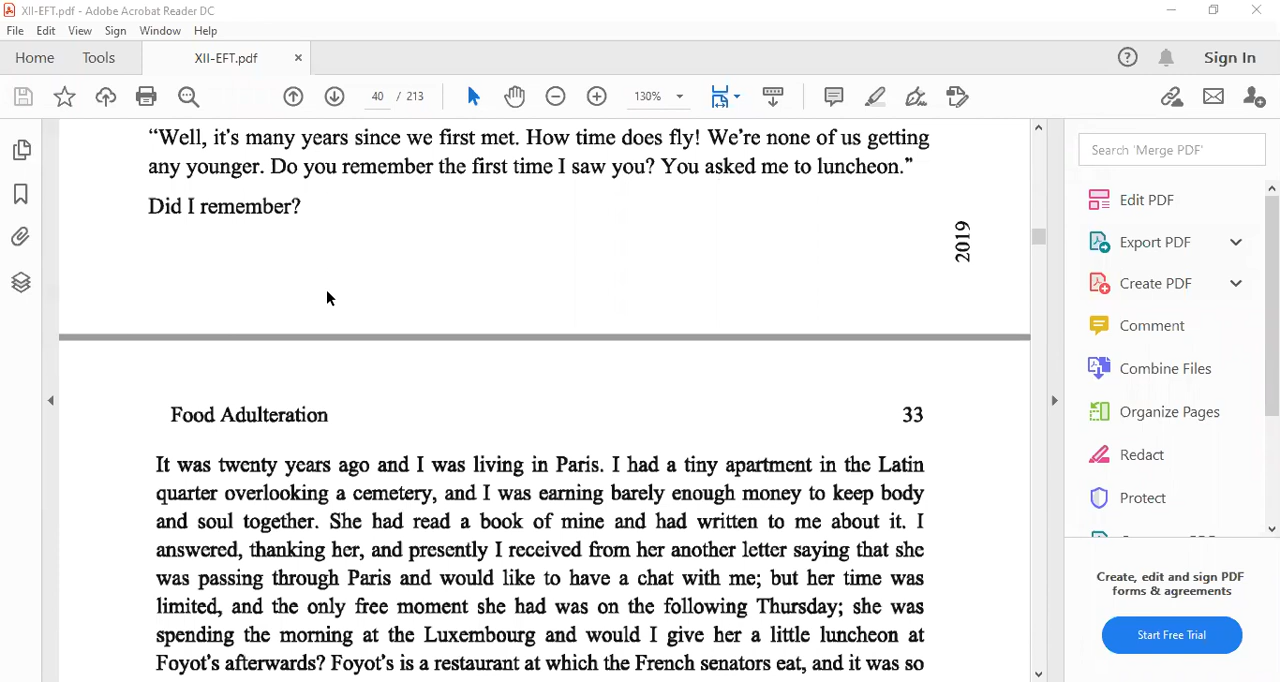 XII-EFT.pdf - Adobe Acrobat Reader DC
File Edit View Sign Window Help
Home Tools XII-EFT.pdf × Sign In
40 / 213 130%
"Well, it's many years since we first met. How time does fly! We're none of us getting
any younger. Do you remember the first time I saw you? You asked me to luncheon."
Did I remember?
2019
Food Adulteration 33
It was twenty years ago and I was living in Paris. I had a tiny apartment in the Latin
quarter overlooking a cemetery, and I was earning barely enough money to keep body
and soul together. She had read a book of mine and had written to me about it. I
answered, thanking her, and presently I received from her another letter saying that she
was passing through Paris and would like to have a chat with me; but her time was
limited, and the only free moment she had was on the following Thursday; she was
spending the morning at the Luxembourg and would I give her a little luncheon at
Foyot's afterwards? Foyot's is a restaurant at which the French senators eat, and it was so
Search 'Merge PDF'
Edit PDF
Export PDF
Create PDF
Comment
Combine Files
Organize Pages
Redact
Protect
Create, edit and sign PDF
forms & agreements
Start Free Trial